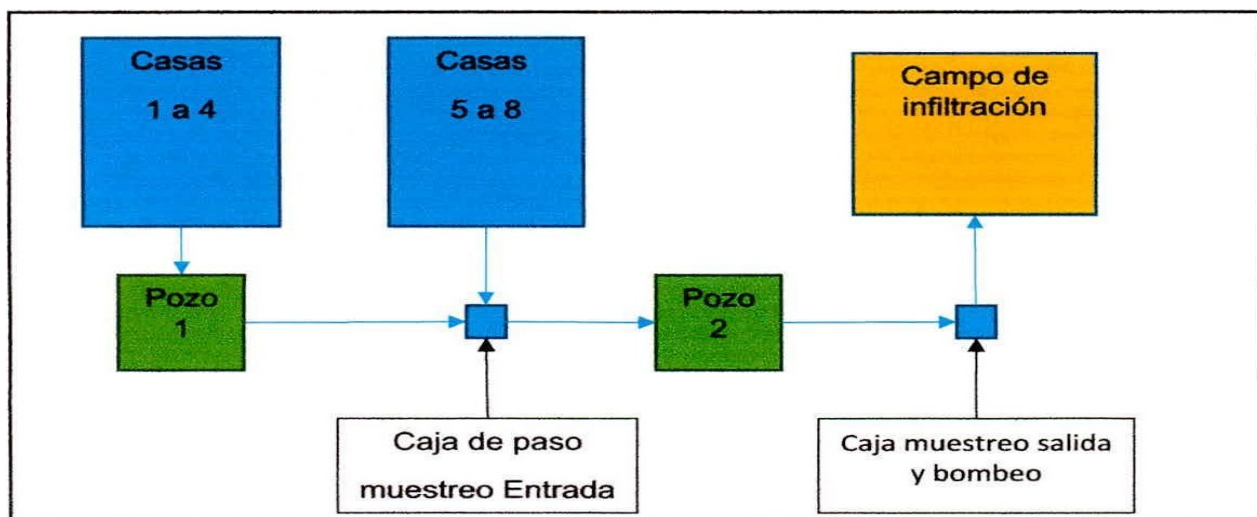 Casas
1 a 4
Casas
5 a 8
Campo de
infiltración
Pozo
1
Pozo
2
Caja de paso
muestreo Entrada
Caja muestreo salida
y bombeo